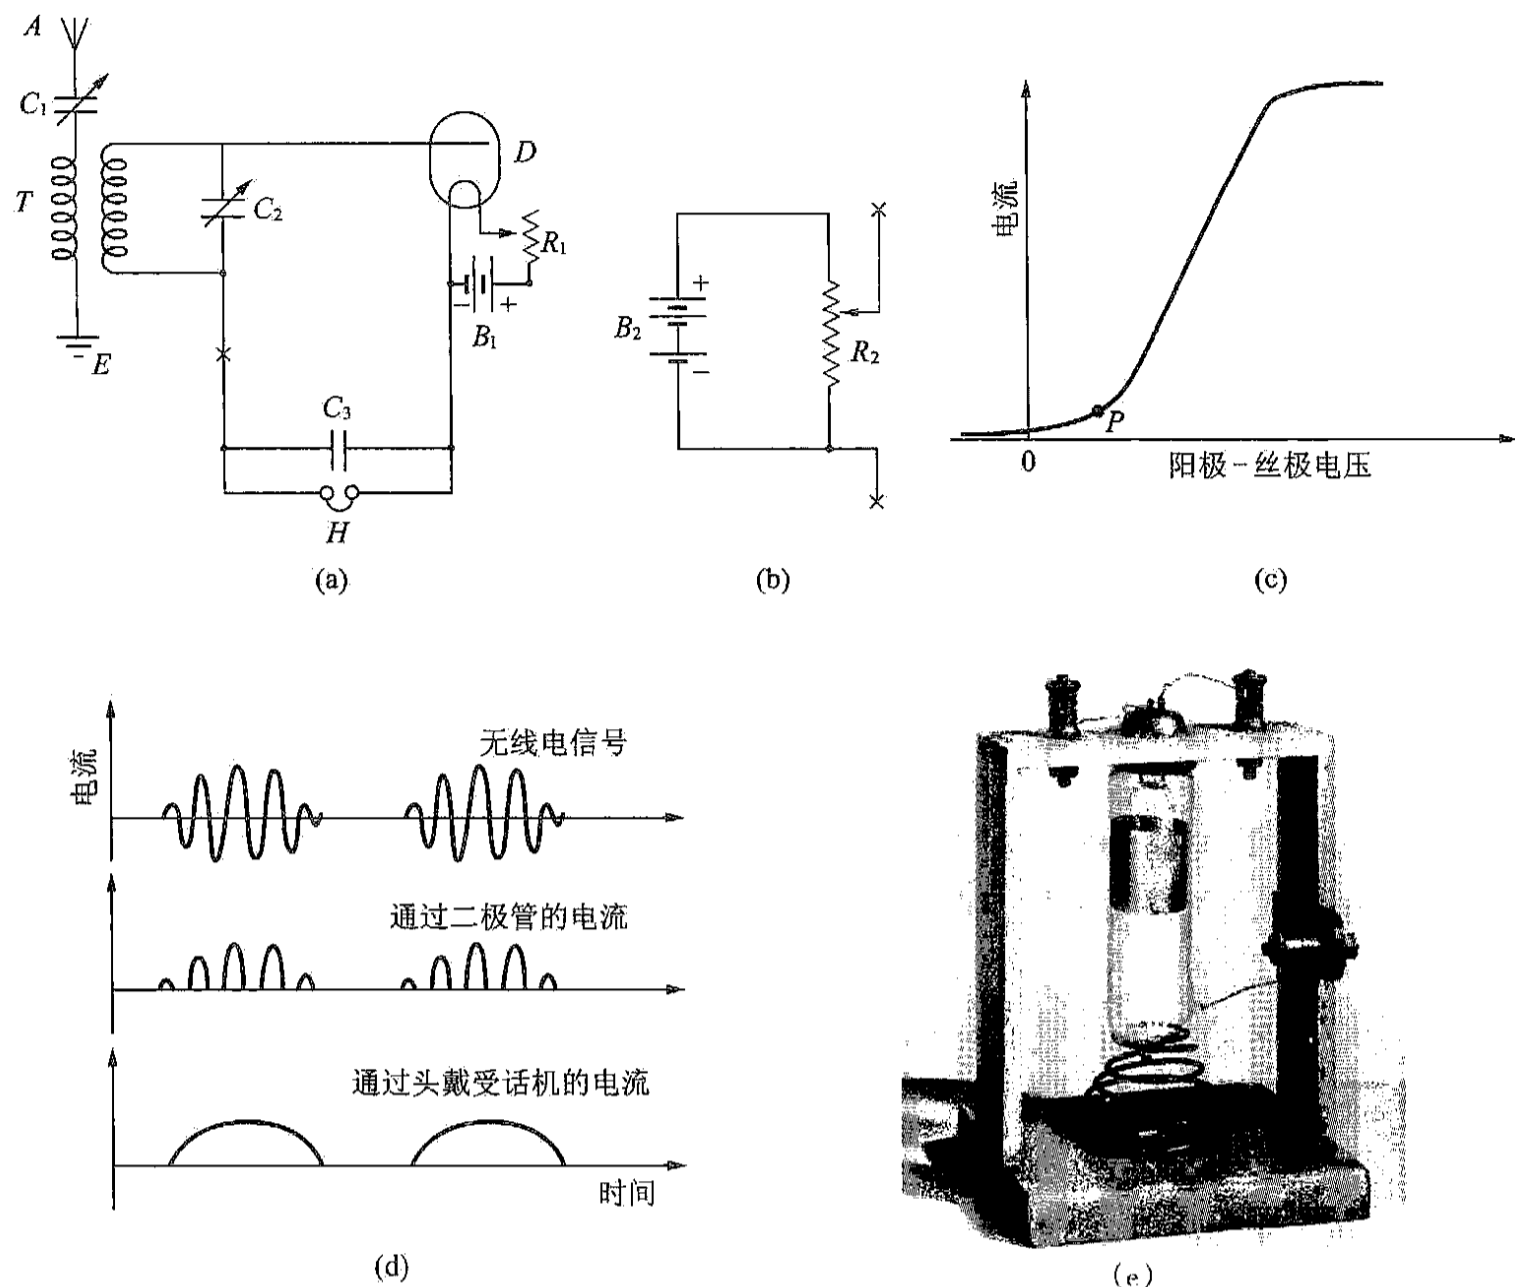 A
C₁
T
E
C₂
D
R₁
− +
B₁
C₃
H
(a)
+
B₂
−
R₂
(b)
电流
P
0
阳极－丝极电压
(c)
电流
无线电信号
通过二极管的电流
通过头戴受话机的电流
时间
(d)
(e)